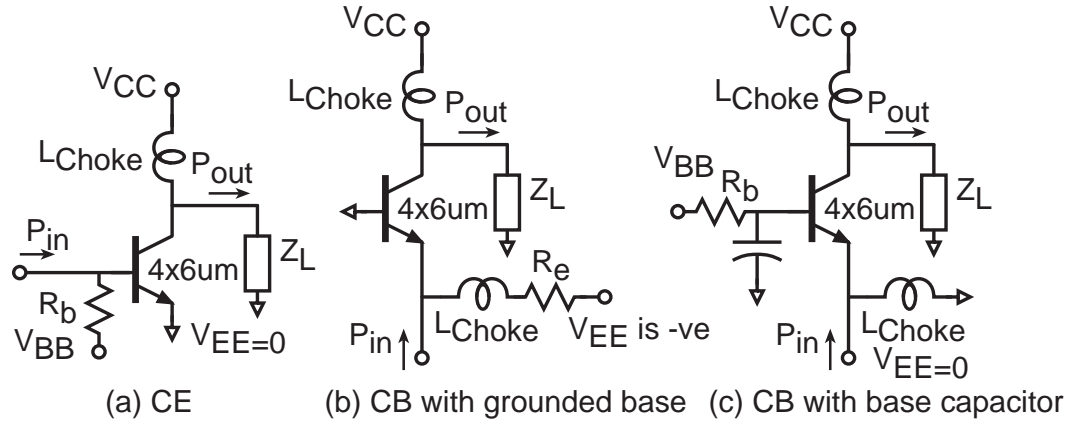 VCC
LChoke
Pout
Pin
4x6um
ZL
Rb
VBB
VEE=0
(a) CE
VCC
LChoke
Pout
4x6um
ZL
Re
LChoke
VEE is -ve
Pin
(b) CB with grounded base
VCC
LChoke
Pout
VBB
Rb
4x6um
ZL
LChoke
Pin
VEE=0
(c) CB with base capacitor